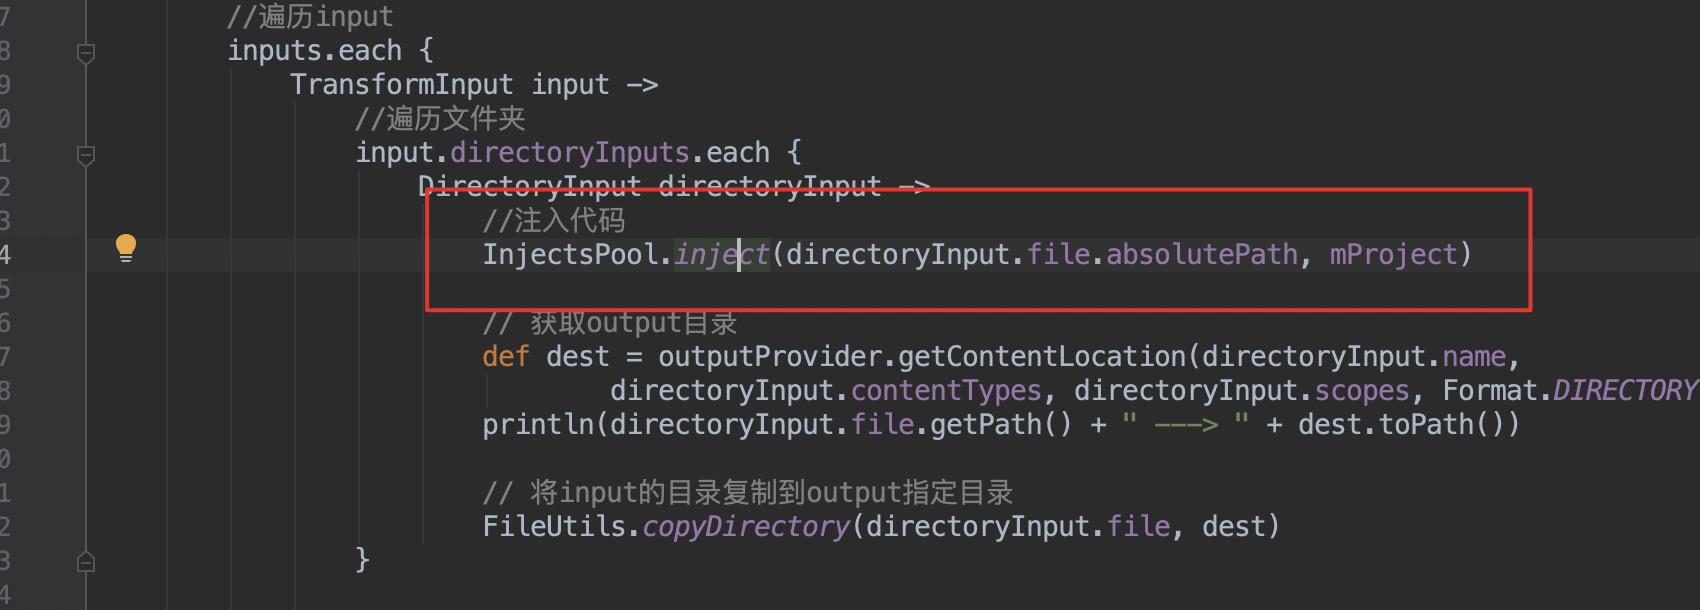 7 //遍历input
8 inputs.each {
9 TransformInput input ->
0 //遍历文件夹
1 input.directoryInputs.each {
2 DirectoryInput directoryInput ->
3 //注入代码
4 InjectsPool.inject(directoryInput.file.absolutePath, mProject)
5
6 // 获取output目录
7 def dest = outputProvider.getContentLocation(directoryInput.name,
8 directoryInput.contentTypes, directoryInput.scopes, Format.DIRECTORY
9 println(directoryInput.file.getPath() + " ---> " + dest.toPath())
0
1 // 将input的目录复制到output指定目录
2 FileUtils.copyDirectory(directoryInput.file, dest)
3 }
4